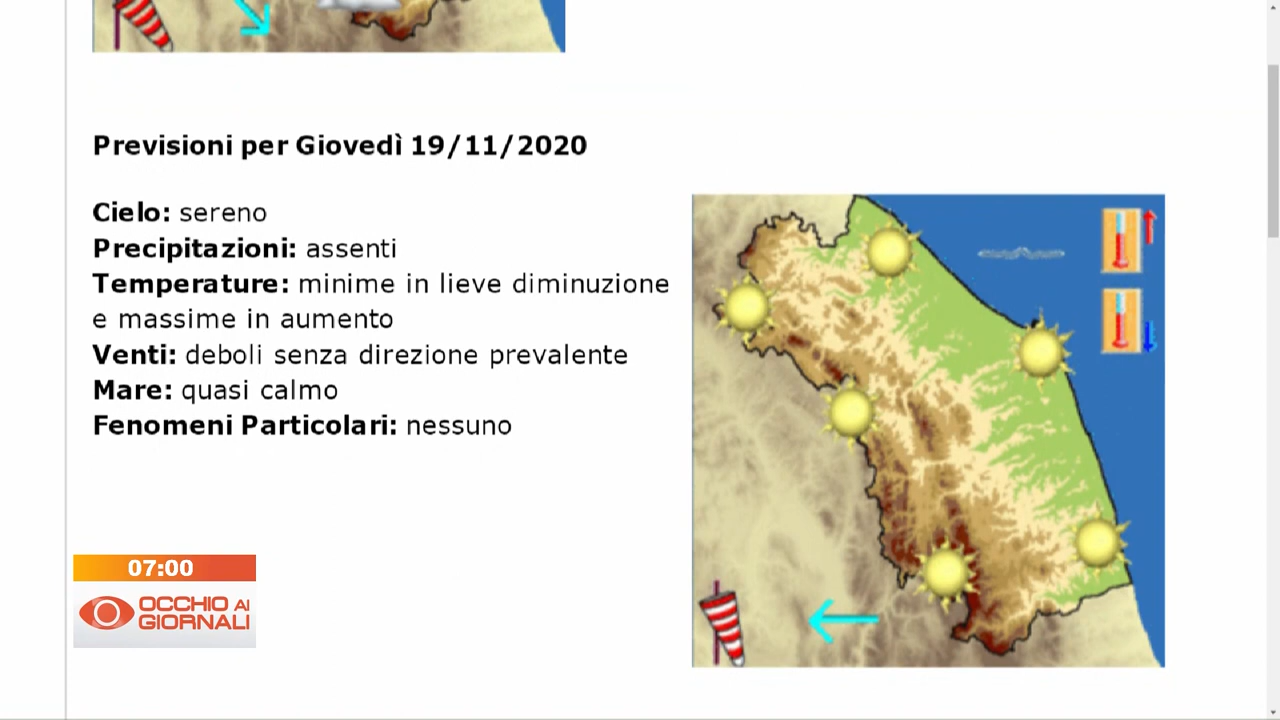 Previsioni per Giovedì 19/11/2020
Cielo: sereno
Precipitazioni: assenti
Temperature: minime in lieve diminuzione
e massime in aumento
Venti: deboli senza direzione prevalente
Mare: quasi calmo
Fenomeni Particolari: nessuno
07:00
OCCHIO AI
GIORNALI